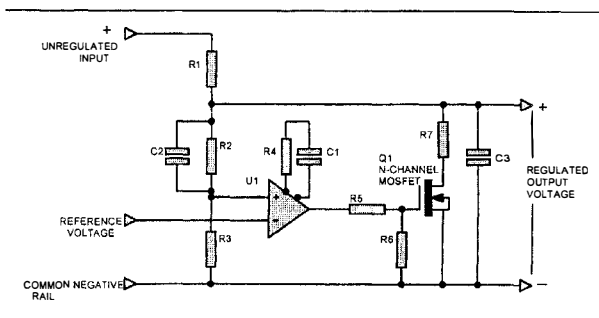 +
UNREGULATED
INPUT
R1
C2
R2
R4
C1
U1
+
−
R3
R5
R6
Q1
N-CHANNEL
MOSFET
R7
C3
+
REGULATED
OUTPUT
VOLTAGE
−
REFERENCE
VOLTAGE
COMMON NEGATIVE
RAIL